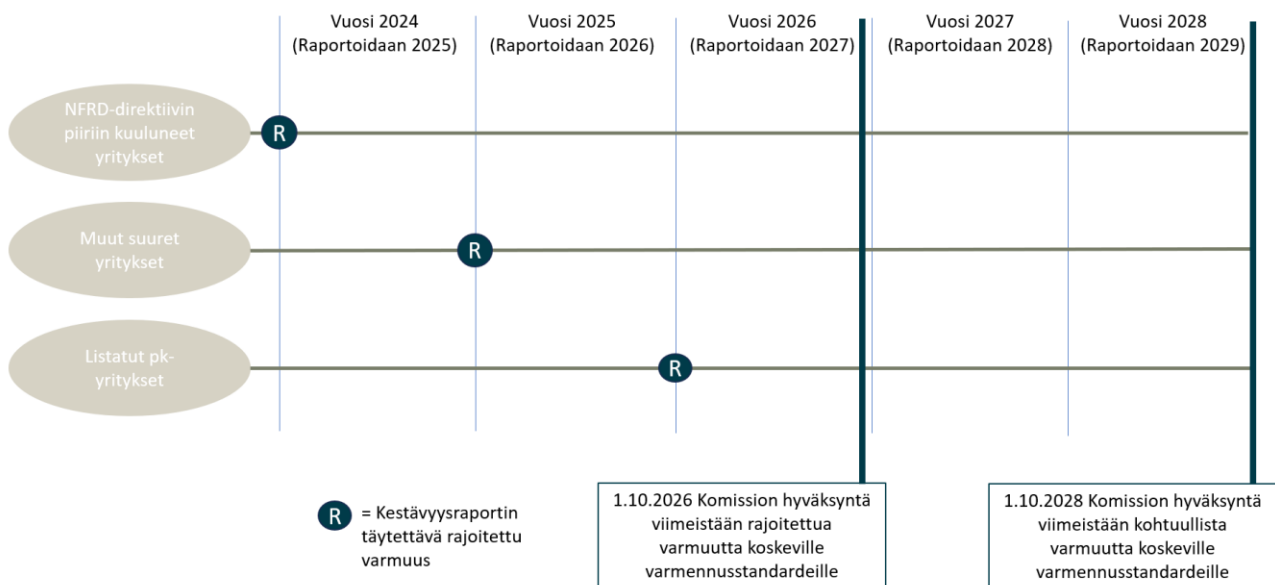 Vuosi 2024
(Raportoidaan 2025)
Vuosi 2025
(Raportoidaan 2026)
Vuosi 2026
(Raportoidaan 2027)
Vuosi 2027
(Raportoidaan 2028)
Vuosi 2028
(Raportoidaan 2029)
NFRD-direktiivin
piiriin kuuluneet
yritykset
R
Muut suuret
yritykset
R
Listatut pk-
yritykset
R
R
= Kestävyysraportin
täytettävä rajoitettu
varmuus
1.10.2026 Komission hyväksyntä
viimeistään rajoitettua
varmuutta koskeville
varmennusstandardeille
1.10.2028 Komission hyväksyntä
viimeistään kohtuullista
varmuutta koskeville
varmennusstandardeille